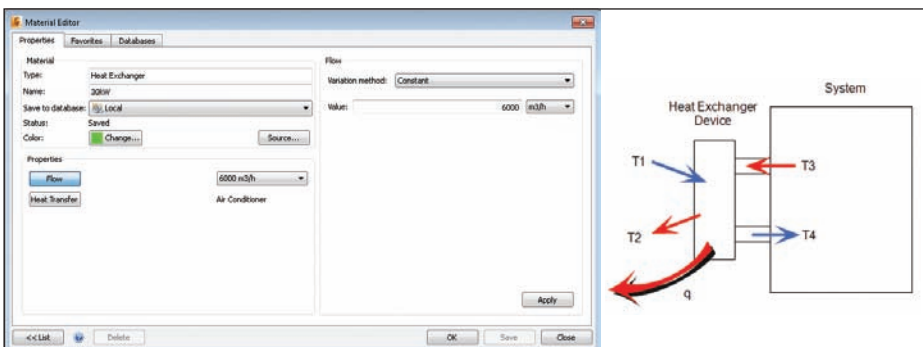 Material Editor
Properties Favorites Databases
Material
Type: Heat Exchanger
Name: 30kW
Save to database: Local
Status: Saved
Color: Change... Source...
Properties
Flow 6000 m3/h
Heat Transfer Air Conditioner
Flow
Variation method: Constant
Value: 6000 m3/h
Apply
<<List Delete OK Save Close
System
Heat Exchanger
Device
T1 T3
T2 T4
q